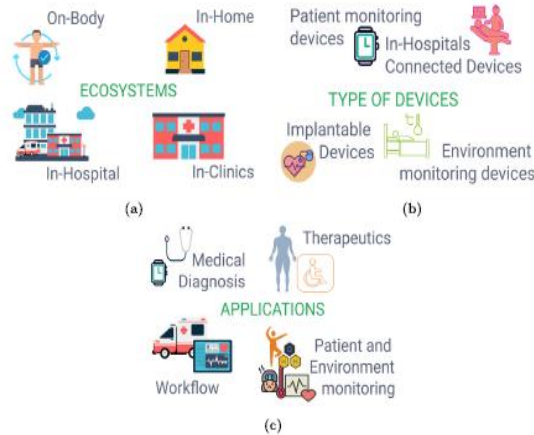 On-Body
In-Home
ECOSYSTEMS
In-Hospital
In-Clinics
(a)
Patient monitoring
devices
In-Hospitals
Connected Devices
TYPE OF DEVICES
Implantable
Devices
Environment
monitoring devices
(b)
Medical
Diagnosis
Therapeutics
APPLICATIONS
Workflow
Patient and
Environment
monitoring
(c)